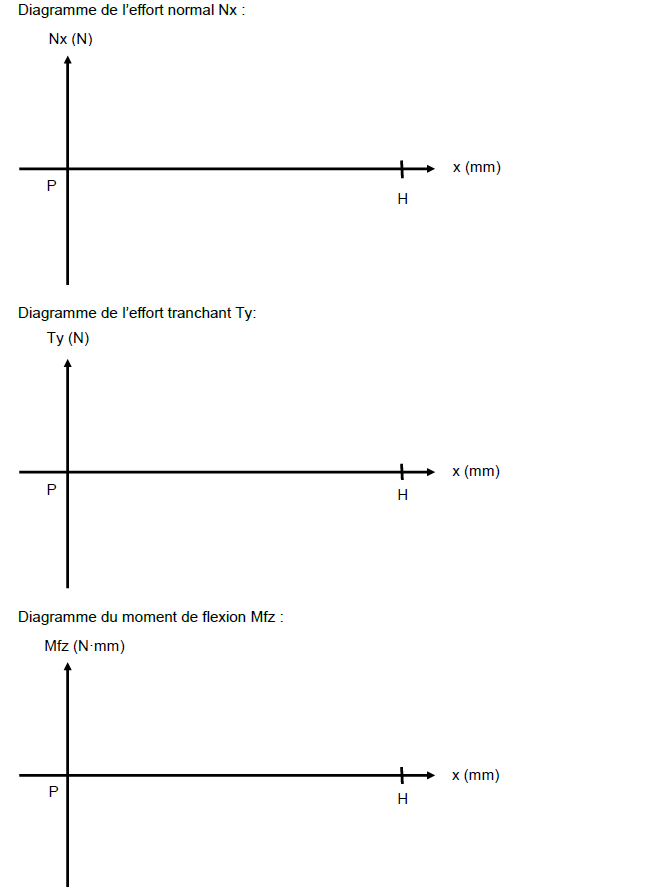 Diagramme de l'effort normal Nx :
Nx (N)
x (mm)
P
H
Diagramme de l'effort tranchant Ty:
Ty (N)
x (mm)
P
H
Diagramme du moment de flexion Mfz :
Mfz (N·mm)
x (mm)
P
H